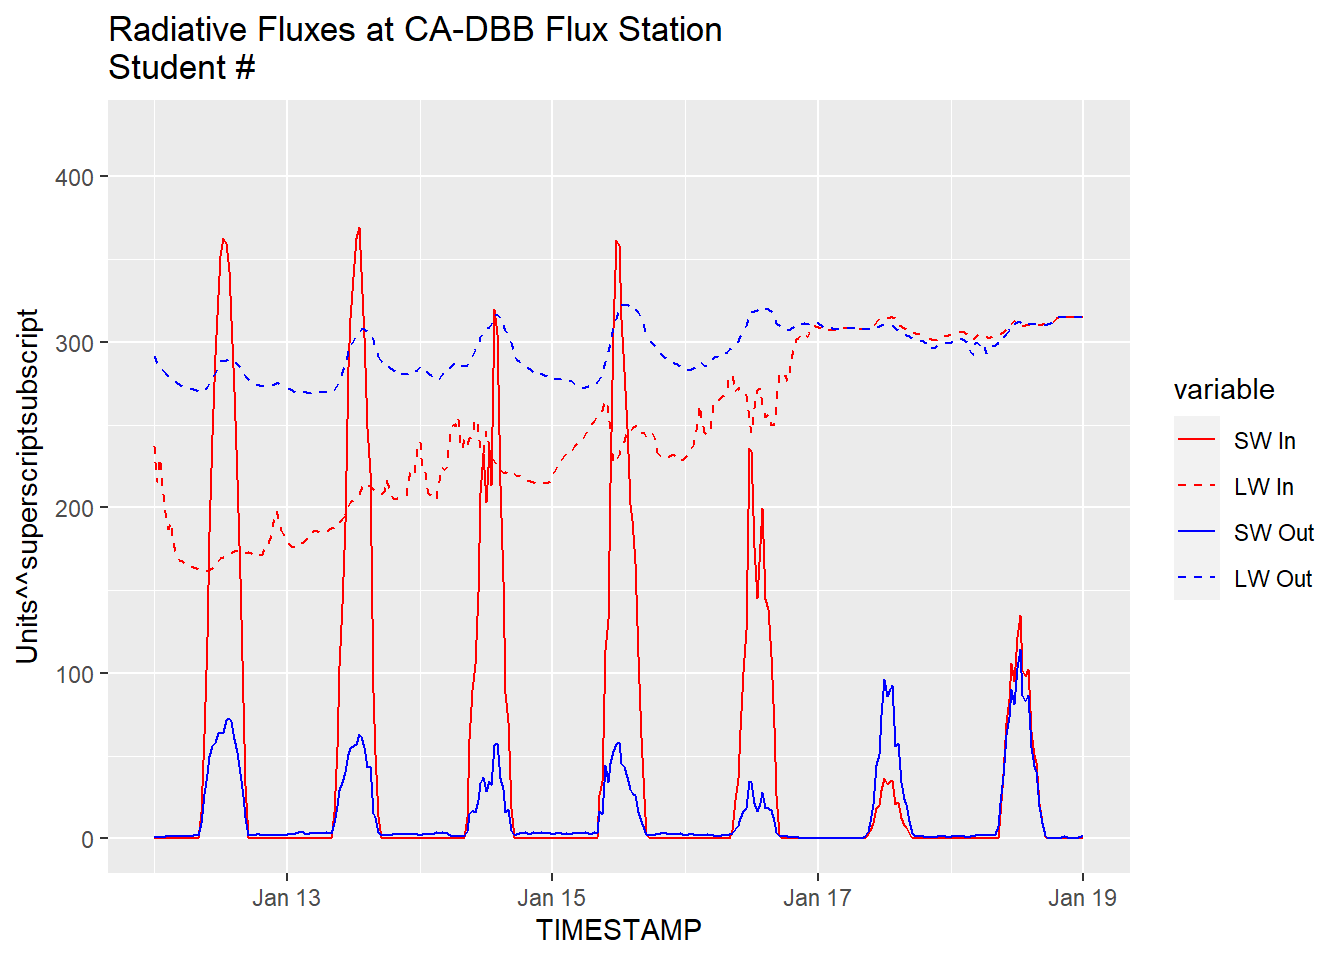 Radiative Fluxes at CA-DBB Flux Station
Student #
Units^^superscriptsubscript
400
300
200
100
0
Jan 13
Jan 15
Jan 17
Jan 19
TIMESTAMP
variable
SW In
LW In
SW Out
LW Out